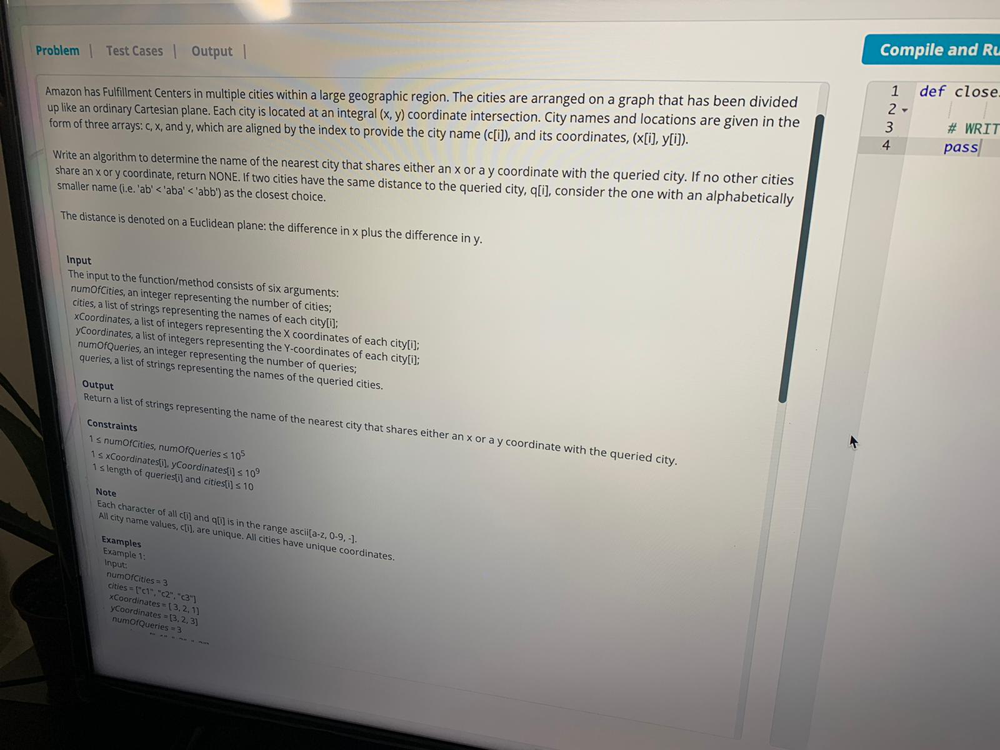 Problem | Test Cases | Output |
Compile and Ru
Amazon has Fulfillment Centers in multiple cities within a large geographic region. The cities are arranged on a graph that has been divided
up like an ordinary Cartesian plane. Each city is located at an integral (x, y) coordinate intersection. City names and locations are given in the
form of three arrays: c, x, and y, which are aligned by the index to provide the city name (c[i]), and its coordinates, (x[i], y[i]).
Write an algorithm to determine the name of the nearest city that shares either an x or a y coordinate with the queried city. If no other cities
share an x or y coordinate, return NONE. If two cities have the same distance to the queried city, q[i], consider the one with an alphabetically
smaller name (i.e. 'ab' < 'aba' < 'abb') as the closest choice.
The distance is denoted on a Euclidean plane: the difference in x plus the difference in y.
Input
The input to the function/method consists of six arguments:
numOfCities, an integer representing the number of cities;
cities, a list of strings representing the names of each city[i];
xCoordinates, a list of integers representing the X coordinates of each city[i];
yCoordinates, a list of integers representing the Y-coordinates of each city[i];
numOfQueries, an integer representing the number of queries;
queries, a list of strings representing the names of the queried cities.
Output
Return a list of strings representing the name of the nearest city that shares either an x or a y coordinate with the queried city.
Constraints
1 ≤ numOfCities, numOfQueries ≤ 10⁵
1 ≤ xCoordinates[i], yCoordinates[i] ≤ 10⁹
1 ≤ length of queries[i] and cities[i] ≤ 10
Note
Each character of all c[i] and q[i] is in the range ascii[a-z, 0-9, -].
All city name values, c[i], are unique. All cities have unique coordinates.
Examples
Example 1:
Input:
numOfCities = 3
cities = ["c1", "c2", "c3"]
xCoordinates = [ 3, 2, 1]
yCoordinates = [3, 2, 3]
numOfQueries = 3
1 def close
2
3 # WRIT
4 pass